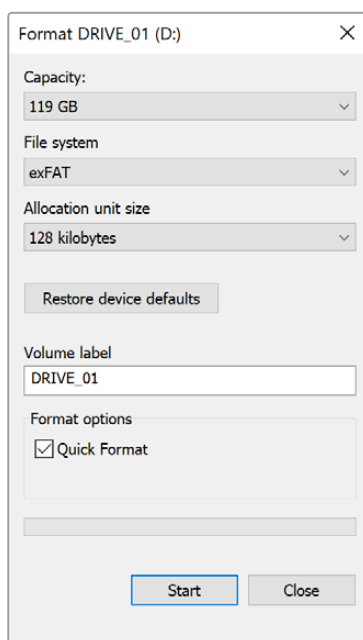 Format DRIVE_01 (D:)
Capacity:
119 GB
File system
exFAT
Allocation unit size
128 kilobytes
Restore device defaults
Volume label
DRIVE_01
Format options
Quick Format
Start Close